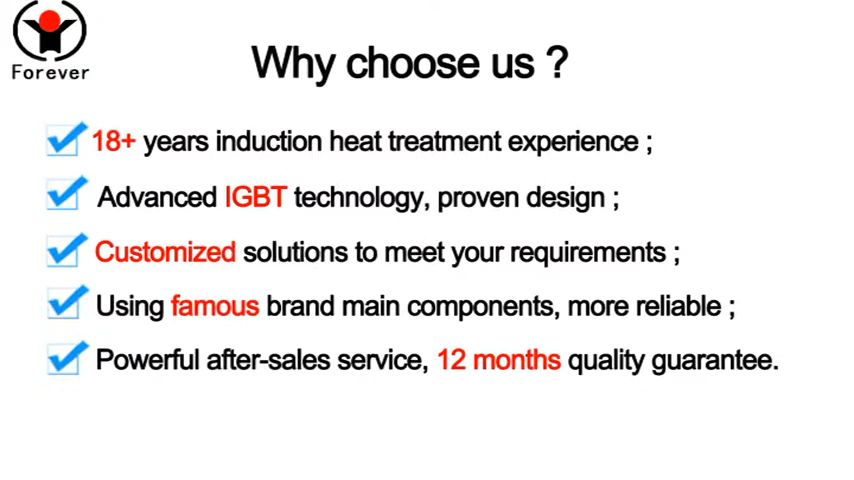 Forever
Why choose us ?
18+ years induction heat treatment experience ;
Advanced IGBT technology, proven design ;
Customized solutions to meet your requirements ;
Using famous brand main components, more reliable ;
Powerful after-sales service, 12 months quality guarantee.